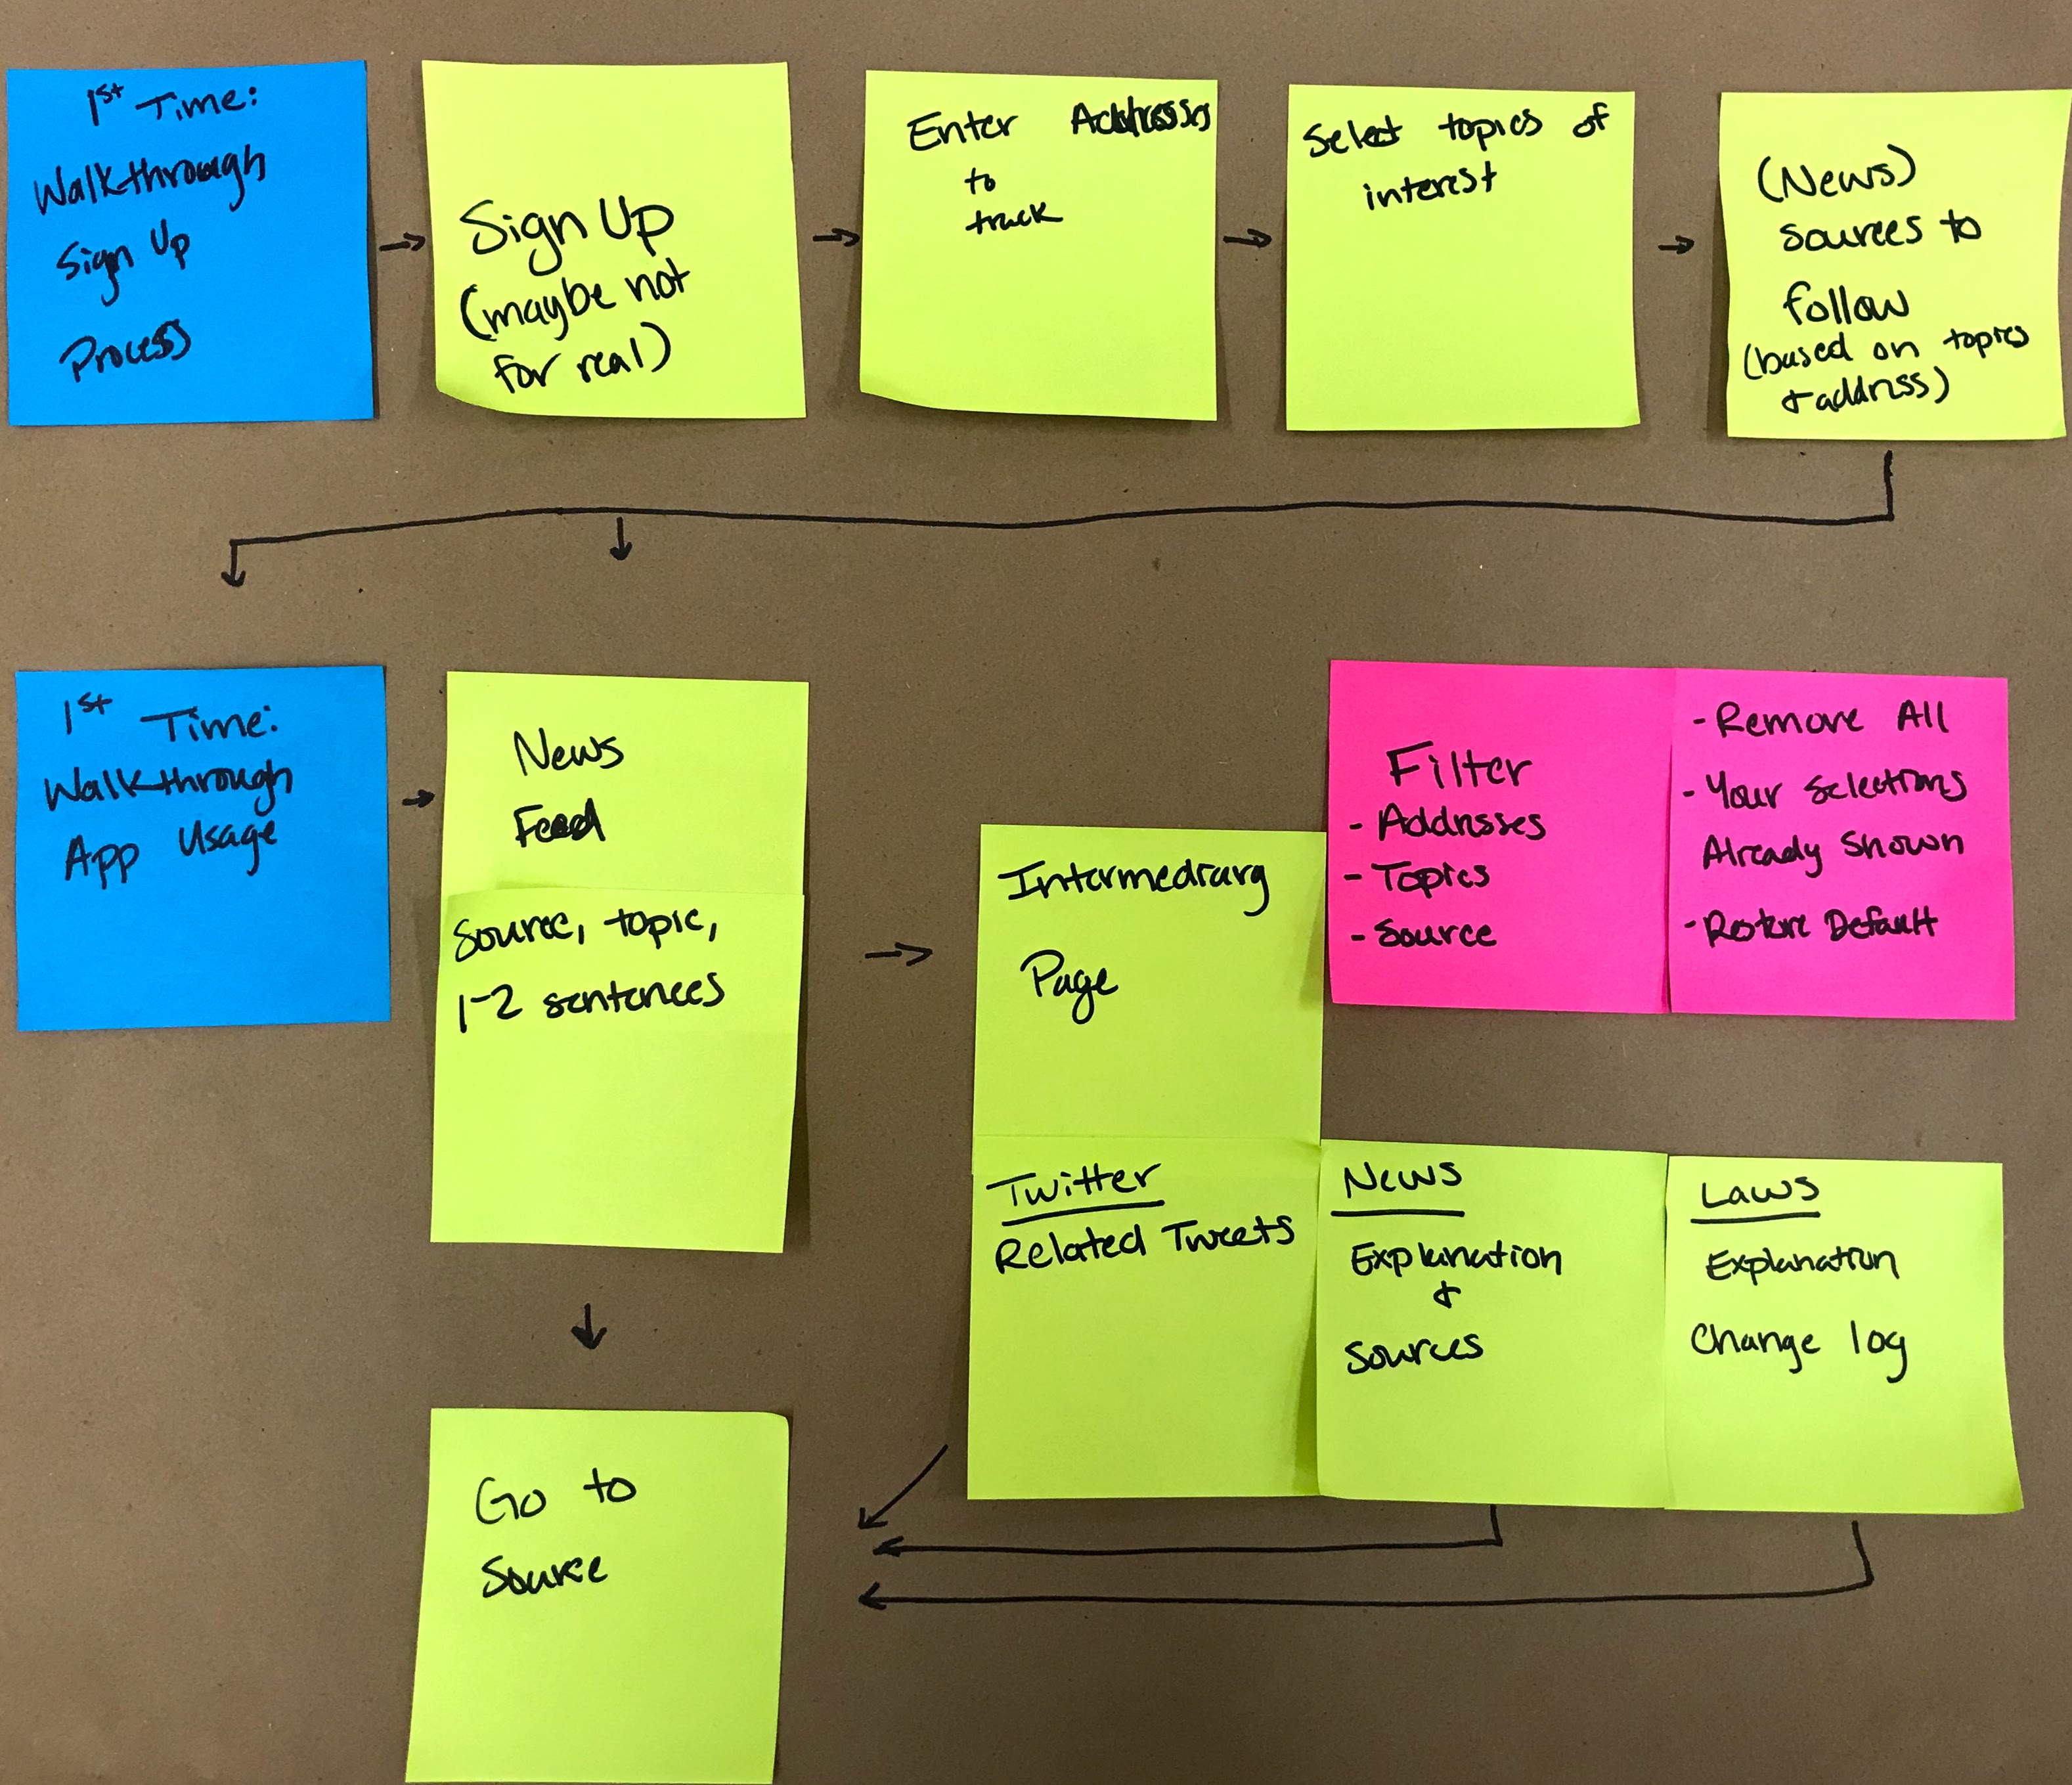 1st Time:
Walkthrough
Sign Up
Process
Sign Up
(maybe not
for real)
Enter Addresses
to
track
Select topics of
interest
(News)
sources to
follow
(based on topics
& address)
1st Time:
Walkthrough
App Usage
News
Feed
Source, topic,
1-2 sentences
Intermediary
Page
Filter
- Addresses
- Topics
- Source
- Remove All
- Your Selections
Already Shown
- Restore Default
Twitter
Related Tweets
News
Explanation
&
Sources
Laws
Explanation
Change log
Go to
Source